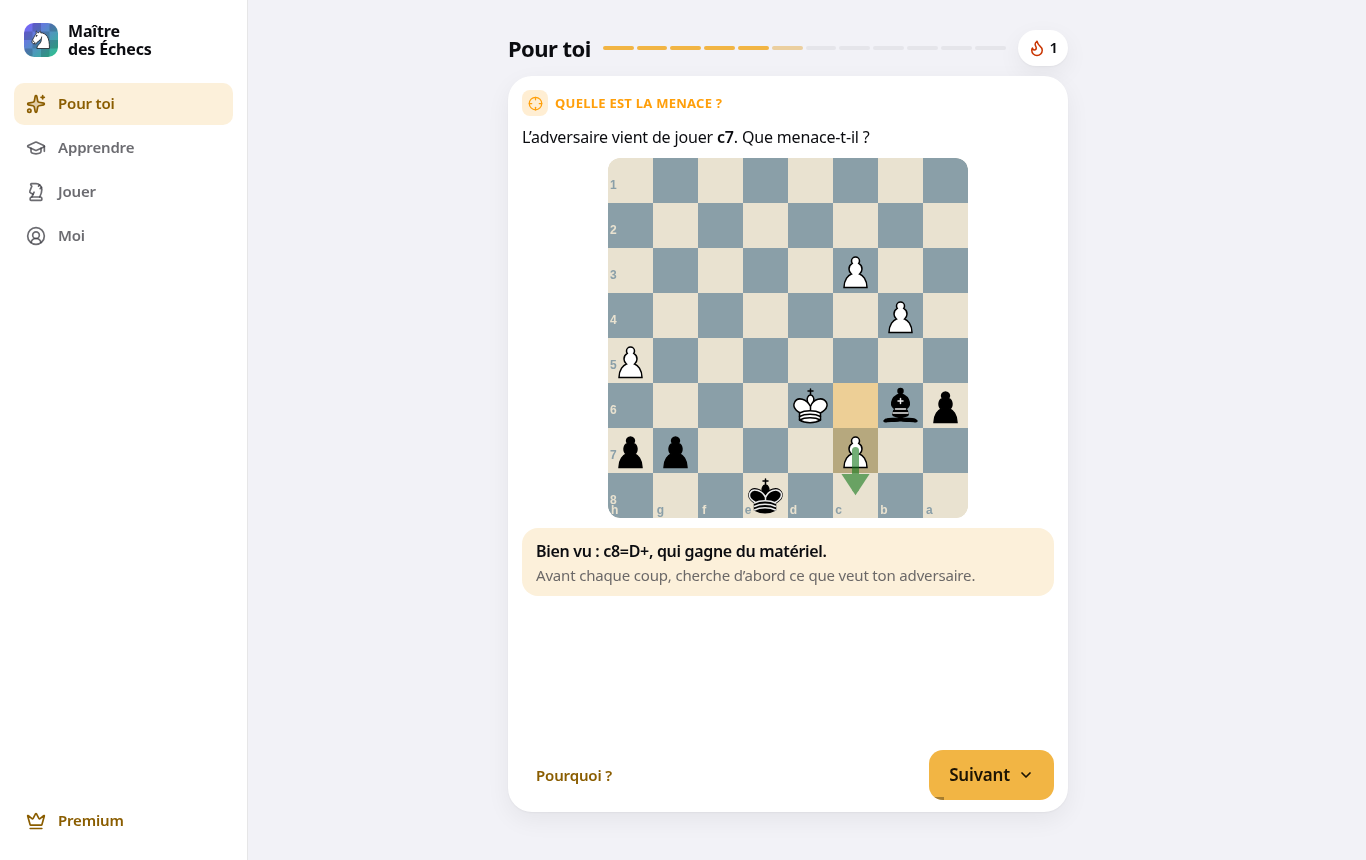 Maître
des Échecs
Pour toi
Apprendre
Jouer
Moi
Premium
Pour toi
1
QUELLE EST LA MENACE ?
L’adversaire vient de jouer c7. Que menace-t-il ?
1
2
3
4
5
6
7
8
h g f e d c b a
Bien vu : c8=D+, qui gagne du matériel.
Avant chaque coup, cherche d’abord ce que veut ton adversaire.
Pourquoi ?
Suivant